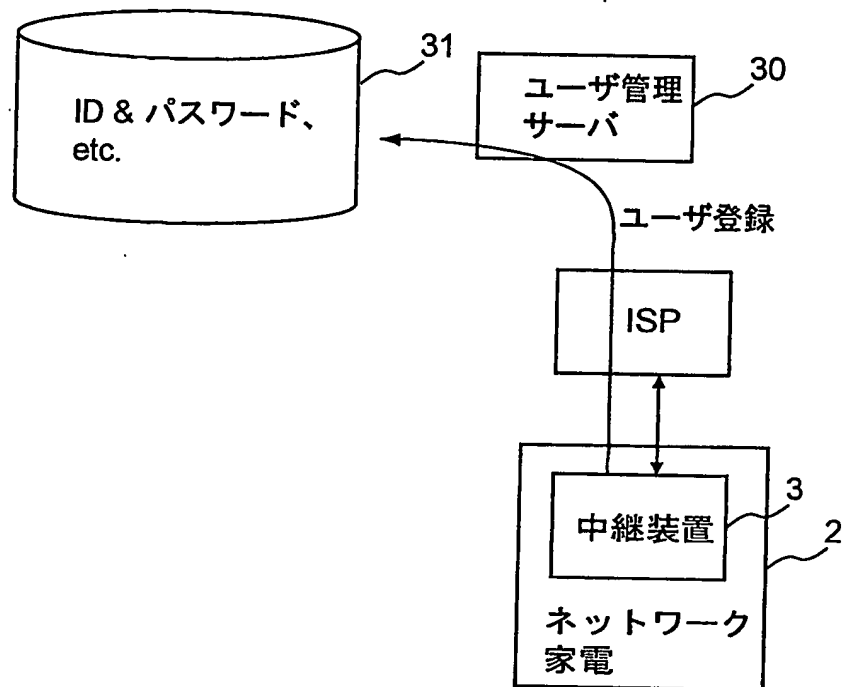 31
ID & パスワード、
etc.
ユーザ管理
サーバ
30
ユーザ登録
ISP
中継装置
3
2
ネットワーク
家電